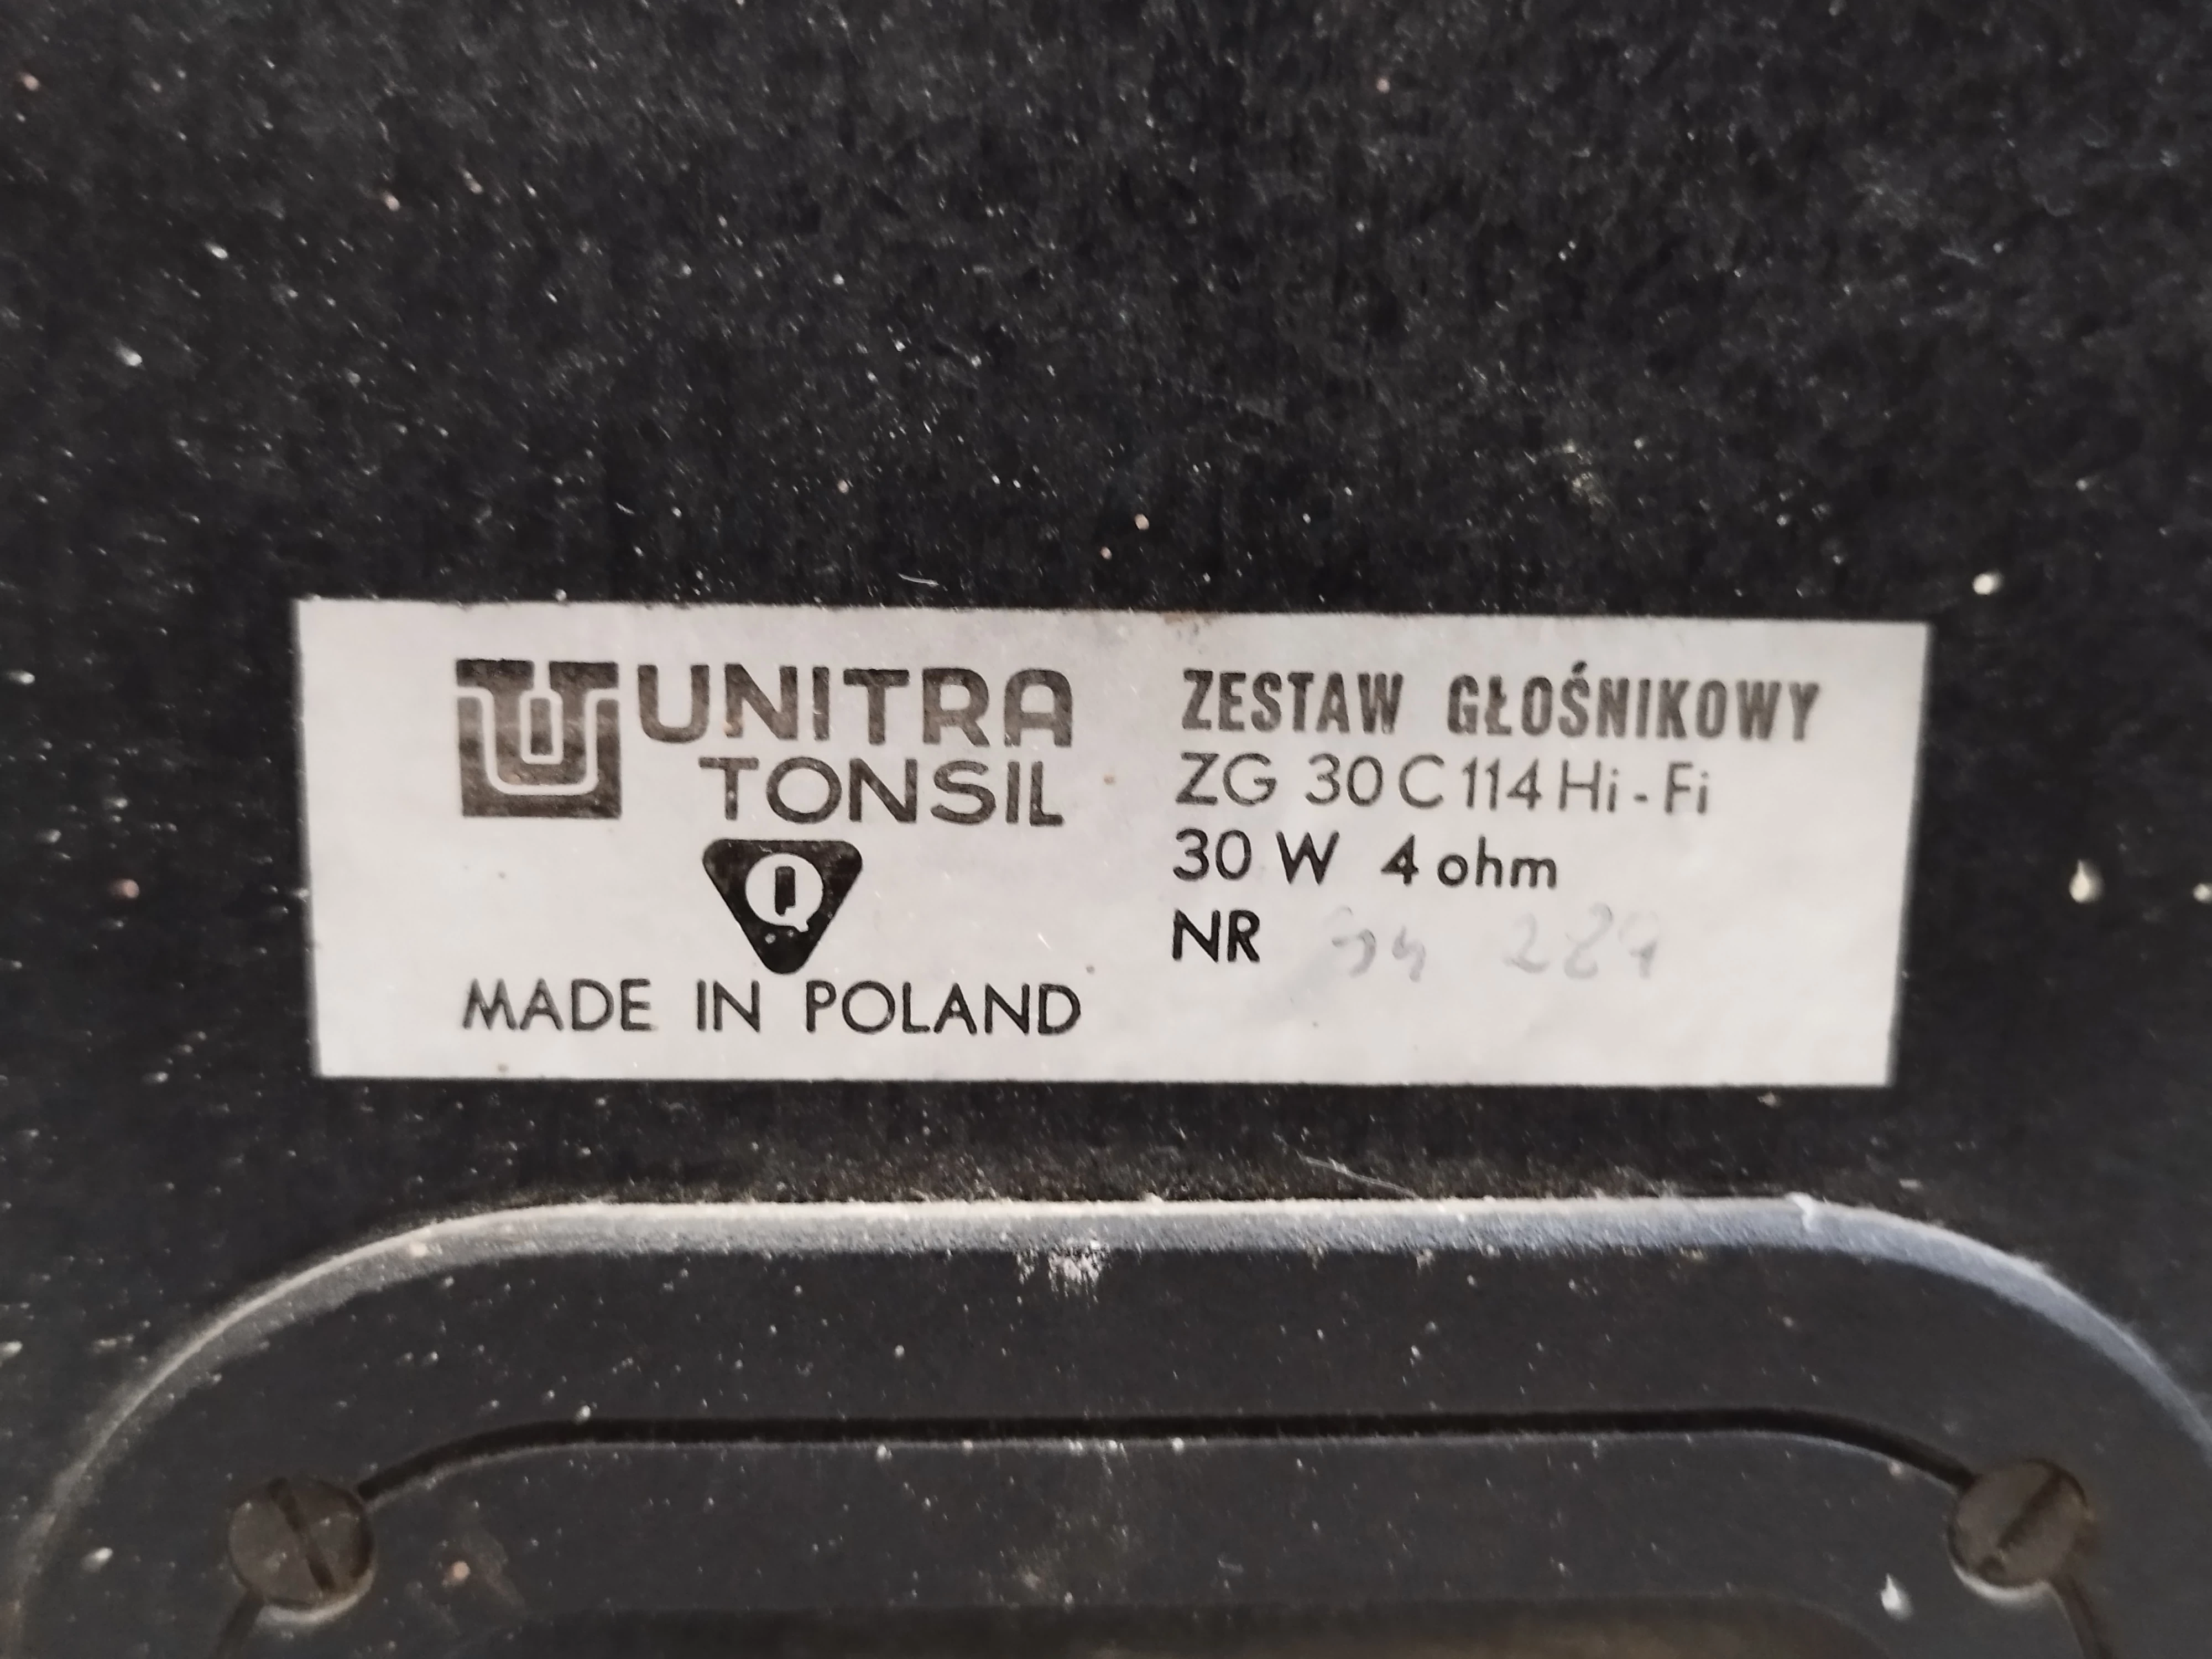 UNITRA
TONSIL
Q
MADE IN POLAND
ZESTAW GŁOŚNIKOWY
ZG 30 C 114 Hi-Fi
30 W 4 ohm
NR